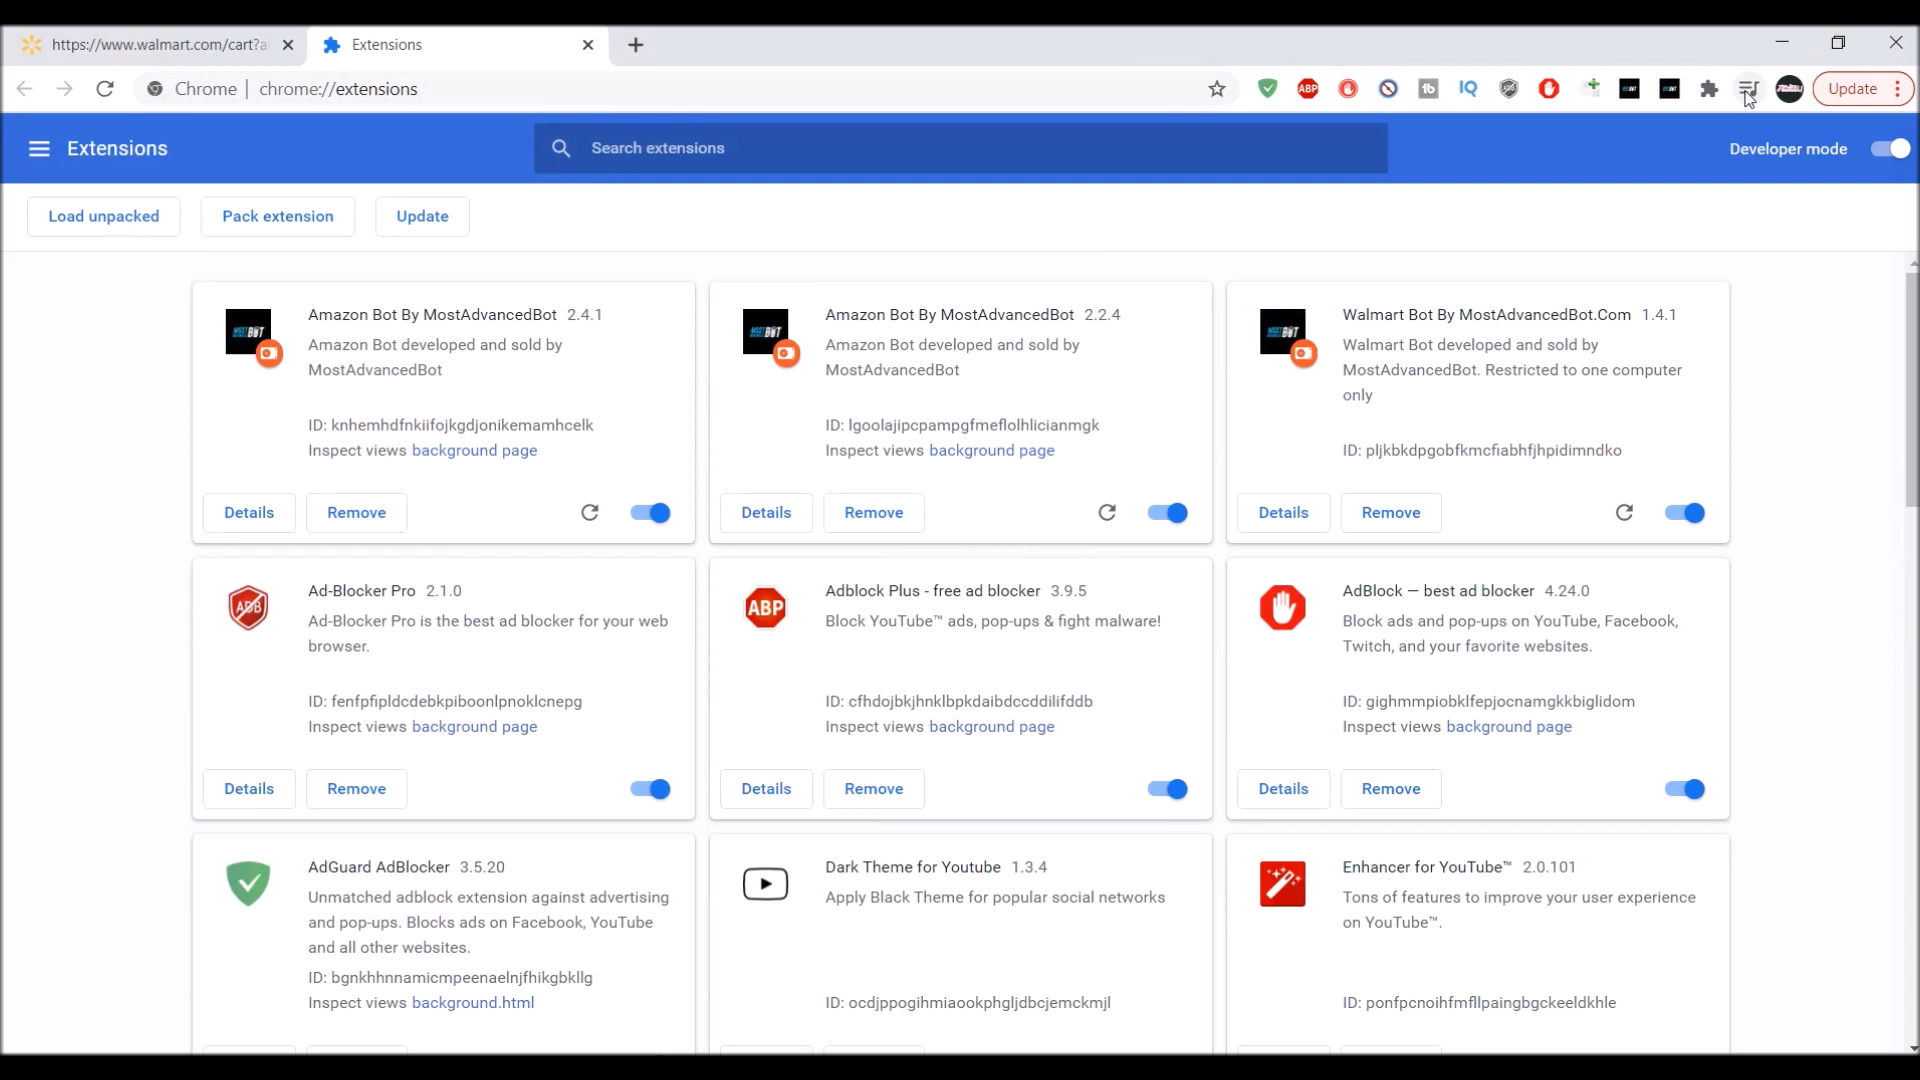 https://www.walmart.com/cart?a
Extensions
Chrome | chrome://extensions
ABP
tb
IQ
Update
Extensions
Search extensions
Developer mode
Load unpacked
Pack extension
Update
MOST BOT
Amazon Bot By MostAdvancedBot 2.4.1
Amazon Bot developed and sold by
MostAdvancedBot
ID: knhemhdfnkiifojkgdjonikemamhcelk
Inspect views background page
Details
Remove
MOST BOT
Amazon Bot By MostAdvancedBot 2.2.4
Amazon Bot developed and sold by
MostAdvancedBot
ID: lgoolajipcpampgfmeflolhlicianmgk
Inspect views background page
Details
Remove
MOST BOT
Walmart Bot By MostAdvancedBot.Com 1.4.1
Walmart Bot developed and sold by
MostAdvancedBot. Restricted to one computer
only
ID: pljkbkdpgobfkmcfiabhfjhpidimndko
Details
Remove
ADB
Ad-Blocker Pro 2.1.0
Ad-Blocker Pro is the best ad blocker for your web
browser.
ID: fenfpfipldcdebkpiboonlpnoklcnepg
Inspect views background page
Details
Remove
ABP
Adblock Plus - free ad blocker 3.9.5
Block YouTube™ ads, pop-ups & fight malware!
ID: cfhdojbkjhnklbpkdaibdccddilifddb
Inspect views background page
Details
Remove
AdBlock — best ad blocker 4.24.0
Block ads and pop-ups on YouTube, Facebook,
Twitch, and your favorite websites.
ID: gighmmpiobklfepjocnamgkkbiglidom
Inspect views background page
Details
Remove
AdGuard AdBlocker 3.5.20
Unmatched adblock extension against advertising
and pop-ups. Blocks ads on Facebook, YouTube
and all other websites.
ID: bgnkhhnnamicmpeenaelnjfhikgbkllg
Inspect views background.html
Dark Theme for Youtube 1.3.4
Apply Black Theme for popular social networks
ID: ocdjppogihmiaookphgljdbcjemckmjl
Enhancer for YouTube™ 2.0.101
Tons of features to improve your user experience
on YouTube™.
ID: ponfpcnoihfmfllpaingbgckeeldkhle